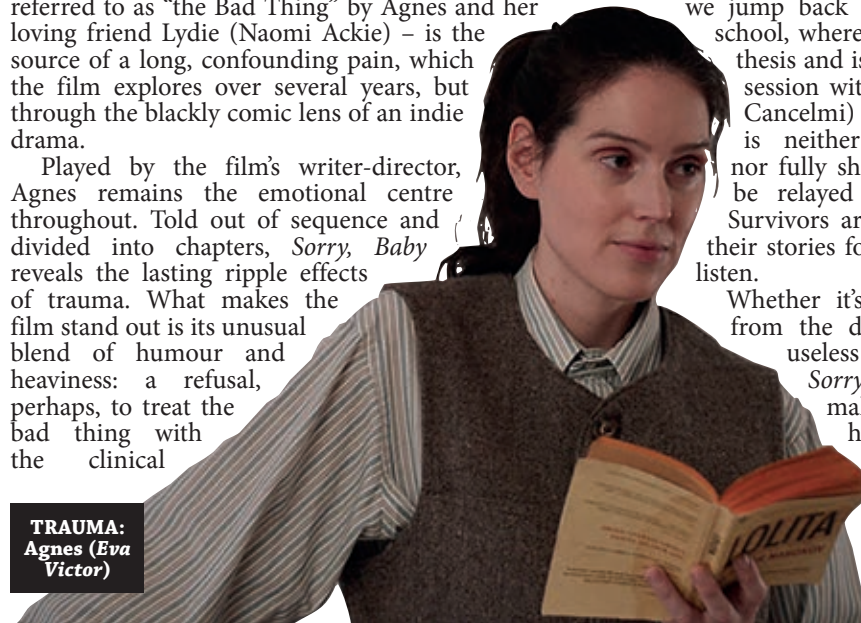 referred to as “the Bad Thing” by Agnes and her
loving friend Lydie (Naomi Ackie) – is the
source of a long, confounding pain, which
the film explores over several years, but
through the blackly comic lens of an indie
drama.
Played by the film’s writer-director,
Agnes remains the emotional centre
throughout. Told out of sequence and
divided into chapters, Sorry, Baby
reveals the lasting ripple effects
of trauma. What makes the
film stand out is its unusual
blend of humour and
heaviness: a refusal,
perhaps, to treat the
bad thing with
the clinical
we jump back
school, where
thesis and is
session wit
Cancelmi)
is neither
nor fully sh
be relayed
Survivors ar
their stories fo
listen.
Whether it’s
from the d
useless
Sorry
ma
h
TRAUMA:
Agnes (Eva
Victor)
LOLITA